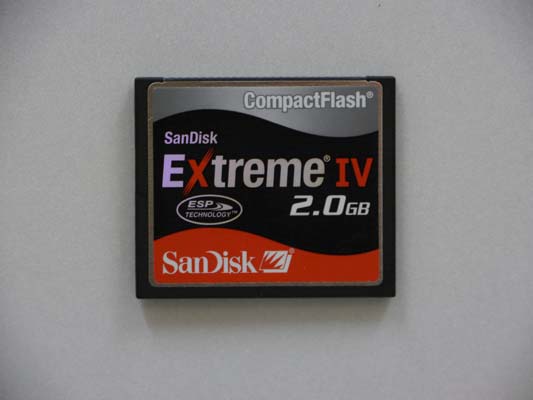 CompactFlash®
SanDisk
Extreme® IV
ESP
TECHNOLOGY™
2.0GB
SanDisk